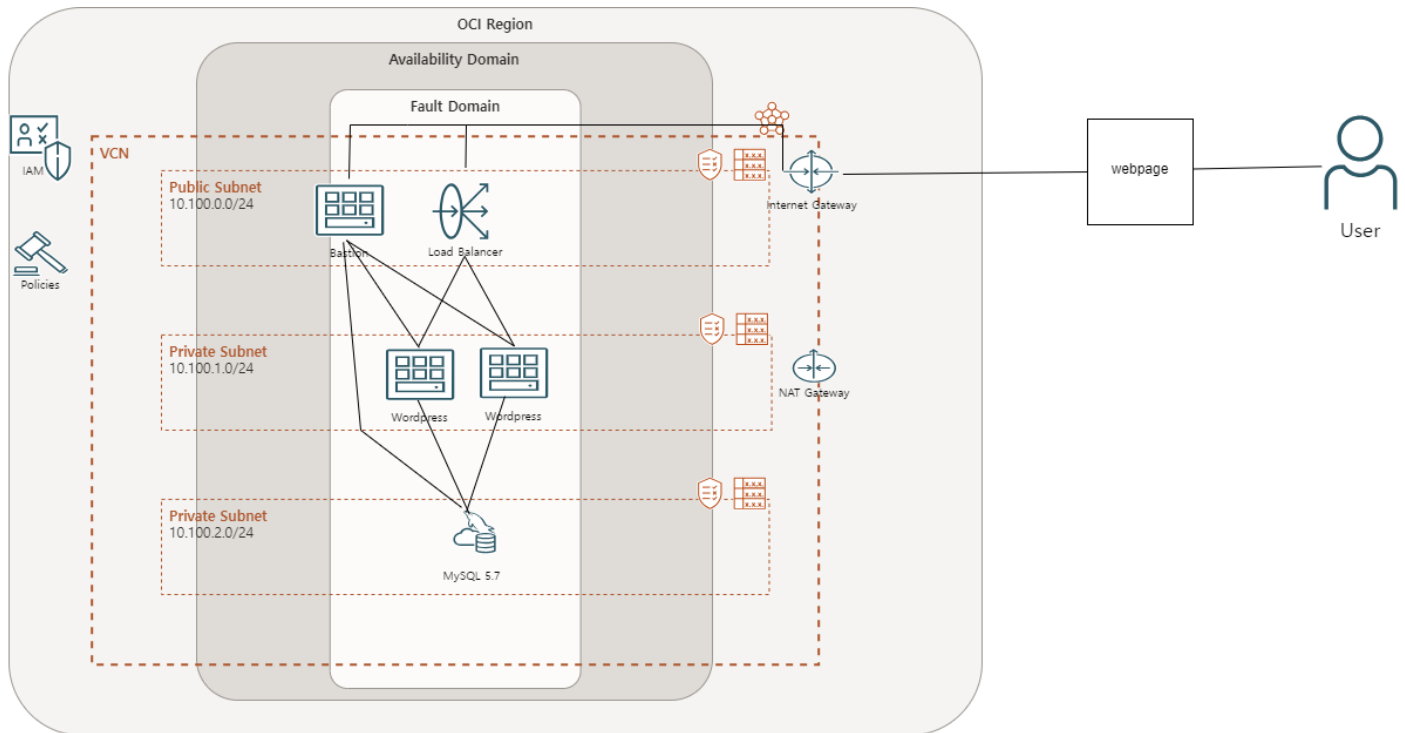 OCI Region
Availability Domain
Fault Domain
IAM
VCN
Public Subnet
10.100.0.0/24
Internet Gateway
webpage
User
Bastion
Load Balancer
Policies
Private Subnet
10.100.1.0/24
NAT Gateway
Wordpress
Wordpress
Private Subnet
10.100.2.0/24
MySQL 5.7